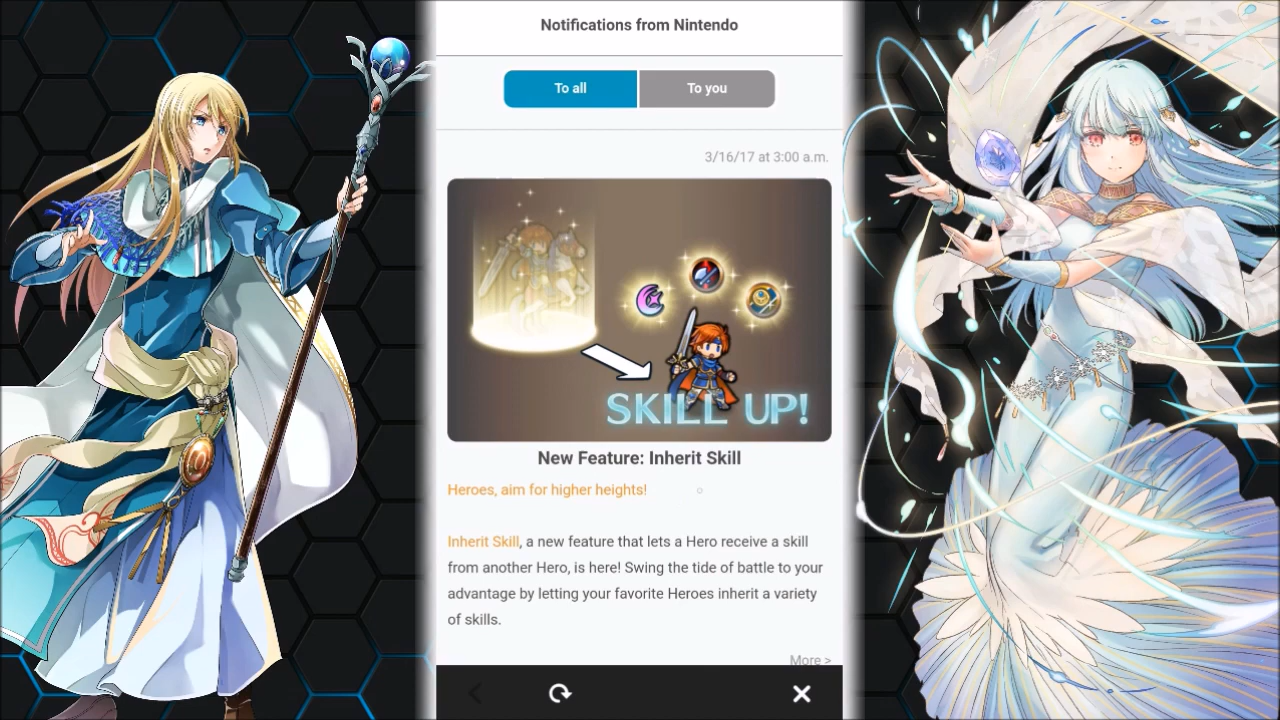 Notifications from Nintendo
To all
To you
3/16/17 at 3:00 a.m.
SKILL UP!
New Feature: Inherit Skill
Heroes, aim for higher heights!
Inherit Skill, a new feature that lets a Hero receive a skill
from another Hero, is here! Swing the tide of battle to your
advantage by letting your favorite Heroes inherit a variety
of skills.
More >